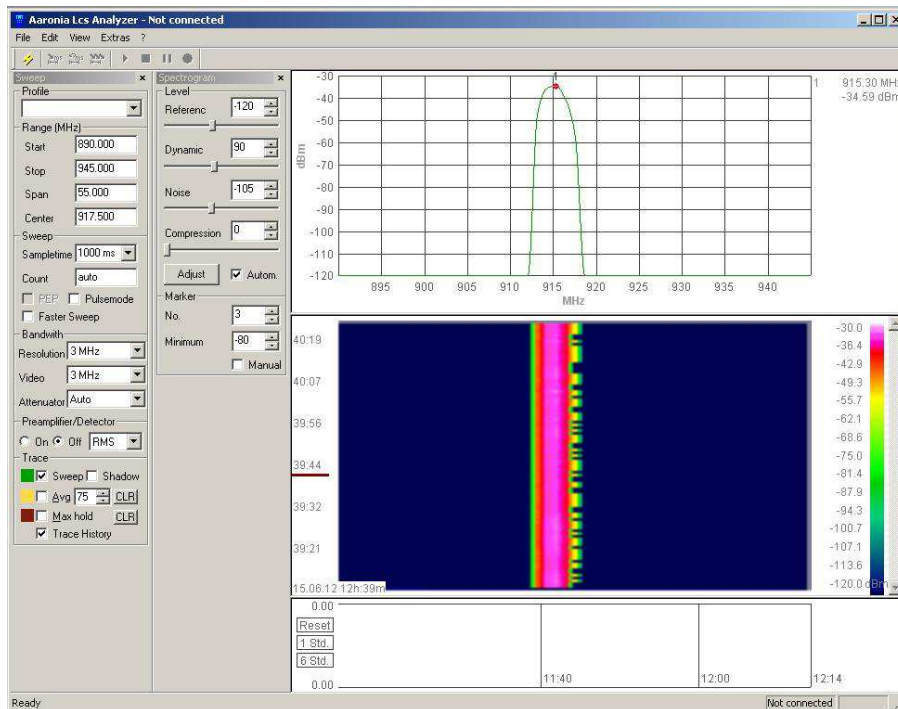 Aaronia Lcs Analyzer - Not connected
File Edit View Extras ?
Sweep
Profile
Range (MHz)
Start 890.000
Stop 945.000
Span 55.000
Center 917.500
Sweep
Sampletime 1000 ms
Count auto
PEP Pulsemode
Faster Sweep
Bandwith
Resolution 3 MHz
Video 3 MHz
Attenuator Auto
Preamplifier/Detector
On Off RMS
Trace
Sweep Shadow
Avg 75 CLR
Max hold CLR
Trace History
Spectrogram
Level
Referenc -120
Dynamic 90
Noise -105
Compression 0
Adjust Autom.
Marker
No. 3
Minimum -80
Manual
-30
-40
-50
-60
-70
-80
-90
-100
-110
-120
dBm
1
1 915.30 MHz
-34.59 dBm
895 900 905 910 915 920 925 930 935 940
MHz
40:19
40:07
39:56
39:44
39:32
39:21
15.06.12 12h:39m
-30.0
-36.4
-42.9
-49.3
-55.7
-62.1
-68.6
-75.0
-81.4
-87.9
-94.3
-100.7
-107.1
-113.6
-120.0 dBm
0.00
Reset
1 Std.
6 Std.
0.00
11:40 12:00 12:14
Ready Not connected